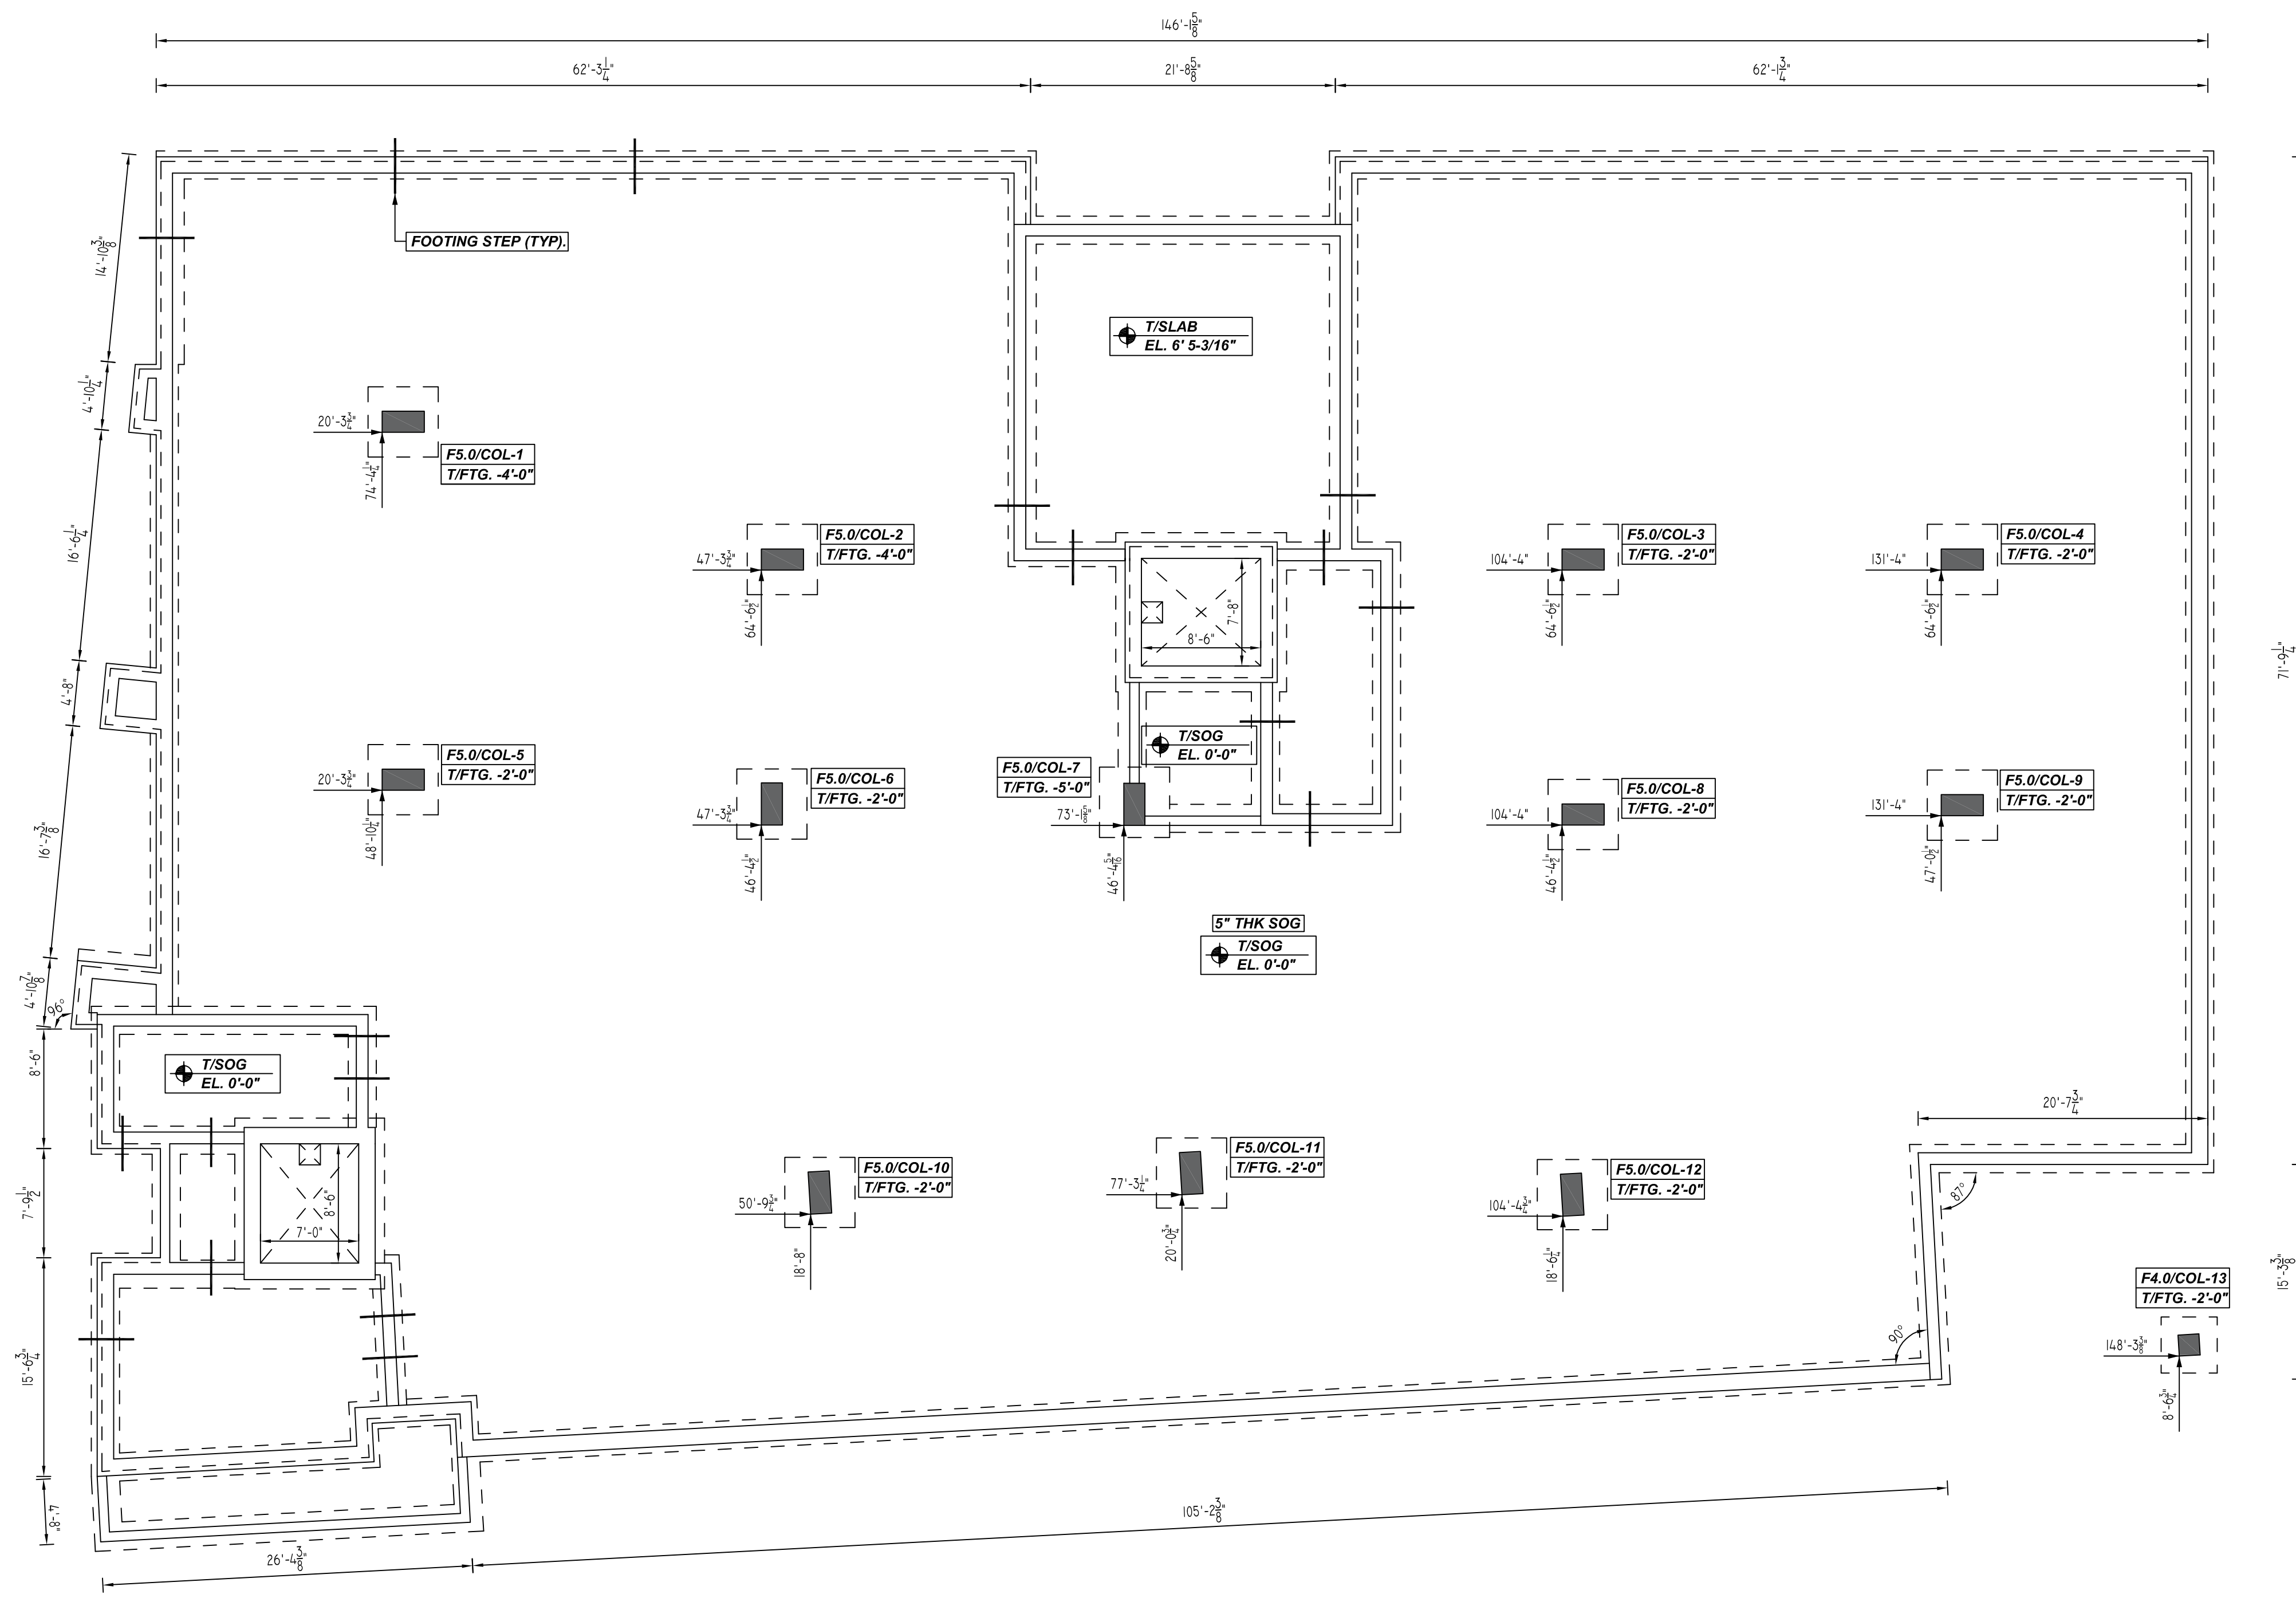 146'-1 5/8"
62'-3 1/4"
21'-8 5/8"
62'-1 3/4"
14'-10 3/8"
FOOTING STEP (TYP).
T/SLAB
EL. 6' 5-3/16"
4'-10 1/4"
20'-3 3/4"
74'-4 1/4"
F5.0/COL-1
T/FTG. -4'-0"
16'-6 1/4"
47'-3 3/4"
64'-6 1/2"
F5.0/COL-2
T/FTG. -4'-0"
7'-8"
8'-6"
104'-4"
64'-6 1/2"
F5.0/COL-3
T/FTG. -2'-0"
131'-4"
64'-6 1/2"
F5.0/COL-4
T/FTG. -2'-0"
71'-9 1/4"
4'-8"
T/SOG
EL. 0'-0"
20'-3 3/4"
48'-10 1/4"
F5.0/COL-5
T/FTG. -2'-0"
47'-3 3/4"
46'-4 1/2"
F5.0/COL-6
T/FTG. -2'-0"
F5.0/COL-7
T/FTG. -5'-0"
73'-1 5/8"
46'-4 5/16"
104'-4"
46'-4 1/2"
F5.0/COL-8
T/FTG. -2'-0"
131'-4"
47'-0 1/2"
F5.0/COL-9
T/FTG. -2'-0"
16'-7 3/8"
5" THK SOG
T/SOG
EL. 0'-0"
4'-10 7/8"
96°
8'-6"
T/SOG
EL. 0'-0"
20'-7 3/4"
7'-9 1/2"
8'-6"
7'-0"
50'-9 3/4"
18'-8"
F5.0/COL-10
T/FTG. -2'-0"
77'-3 1/4"
20'-0 3/4"
F5.0/COL-11
T/FTG. -2'-0"
104'-4 3/4"
18'-6 1/4"
F5.0/COL-12
T/FTG. -2'-0"
87°
90°
15'-3 3/8"
F4.0/COL-13
T/FTG. -2'-0"
148'-3 3/8"
8'-6 3/4"
15'-6 3/4"
4'-8"
105'-2 3/8"
26'-4 3/8"